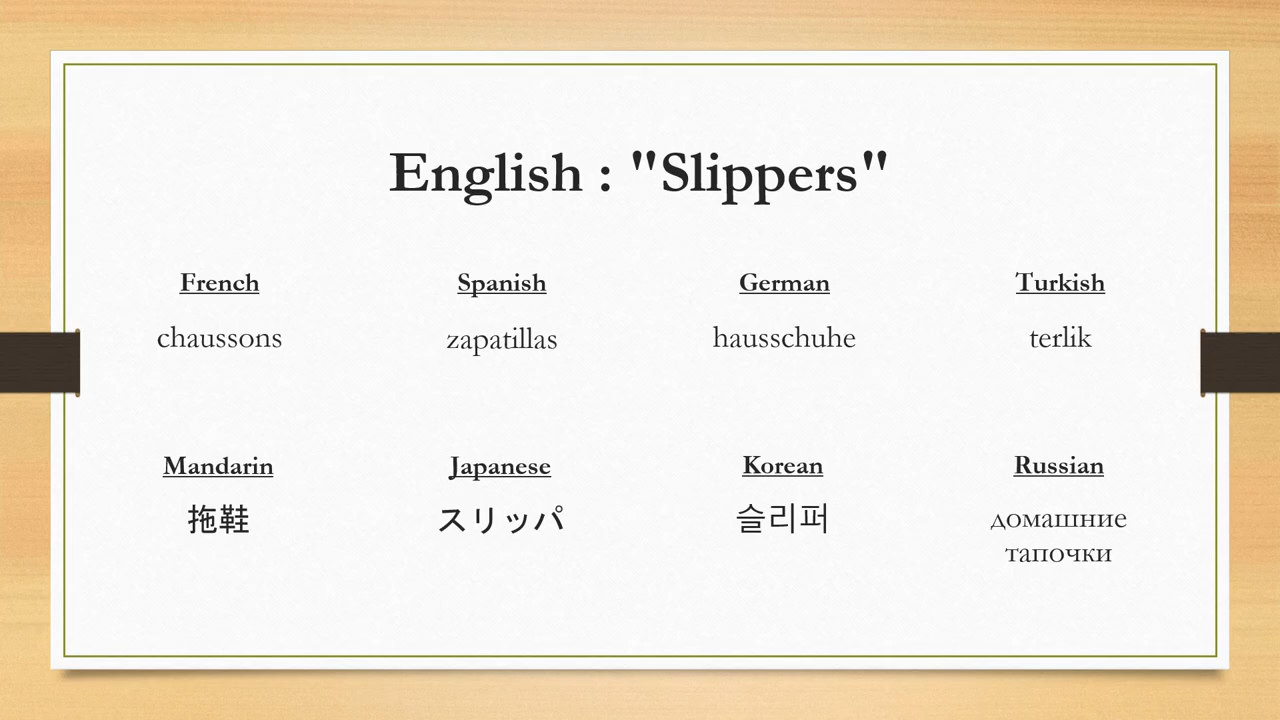 English : "Slippers"
French
chaussons
Spanish
zapatillas
German
hausschuhe
Turkish
terlik
Mandarin
拖鞋
Japanese
スリッパ
Korean
슬리퍼
Russian
домашние
тапочки